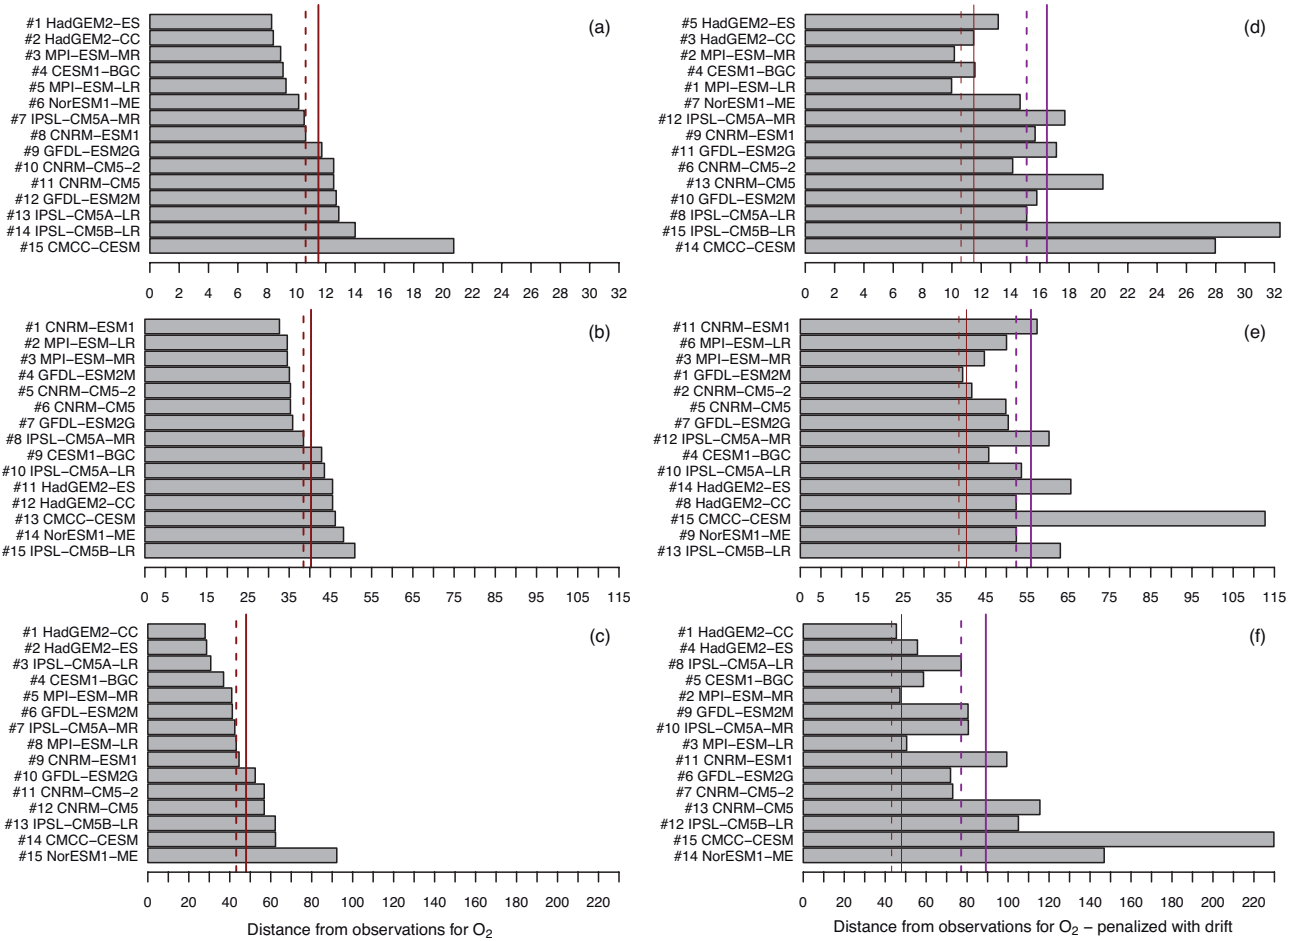 (a)
#1 HadGEM2−ES
#2 HadGEM2−CC
#3 MPI−ESM−MR
#4 CESM1−BGC
#5 MPI−ESM−LR
#6 NorESM1−ME
#7 IPSL−CM5A−MR
#8 CNRM−ESM1
#9 GFDL−ESM2G
#10 CNRM−CM5−2
#11 CNRM−CM5
#12 GFDL−ESM2M
#13 IPSL−CM5A−LR
#14 IPSL−CM5B−LR
#15 CMCC−CESM
0 2 4 6 8 10 12 14 16 18 20 22 24 26 28 30 32
(d)
#5 HadGEM2−ES
#3 HadGEM2−CC
#2 MPI−ESM−MR
#4 CESM1−BGC
#1 MPI−ESM−LR
#7 NorESM1−ME
#12 IPSL−CM5A−MR
#9 CNRM−ESM1
#11 GFDL−ESM2G
#6 CNRM−CM5−2
#13 CNRM−CM5
#10 GFDL−ESM2M
#8 IPSL−CM5A−LR
#15 IPSL−CM5B−LR
#14 CMCC−CESM
0 2 4 6 8 10 12 14 16 18 20 22 24 26 28 30 32
(b)
#1 CNRM−ESM1
#2 MPI−ESM−LR
#3 MPI−ESM−MR
#4 GFDL−ESM2M
#5 CNRM−CM5−2
#6 CNRM−CM5
#7 GFDL−ESM2G
#8 IPSL−CM5A−MR
#9 CESM1−BGC
#10 IPSL−CM5A−LR
#11 HadGEM2−ES
#12 HadGEM2−CC
#13 CMCC−CESM
#14 NorESM1−ME
#15 IPSL−CM5B−LR
0 5 15 25 35 45 55 65 75 85 95 105 115
(e)
#11 CNRM−ESM1
#6 MPI−ESM−LR
#3 MPI−ESM−MR
#1 GFDL−ESM2M
#2 CNRM−CM5−2
#5 CNRM−CM5
#7 GFDL−ESM2G
#12 IPSL−CM5A−MR
#4 CESM1−BGC
#10 IPSL−CM5A−LR
#14 HadGEM2−ES
#8 HadGEM2−CC
#15 CMCC−CESM
#9 NorESM1−ME
#13 IPSL−CM5B−LR
0 5 15 25 35 45 55 65 75 85 95 105 115
(c)
#1 HadGEM2−CC
#2 HadGEM2−ES
#3 IPSL−CM5A−LR
#4 CESM1−BGC
#5 MPI−ESM−MR
#6 GFDL−ESM2M
#7 IPSL−CM5A−MR
#8 MPI−ESM−LR
#9 CNRM−ESM1
#10 GFDL−ESM2G
#11 CNRM−CM5−2
#12 CNRM−CM5
#13 IPSL−CM5B−LR
#14 CMCC−CESM
#15 NorESM1−ME
0 20 40 60 80 100 120 140 160 180 200 220
Distance from observations for O₂
(f)
#1 HadGEM2−CC
#4 HadGEM2−ES
#8 IPSL−CM5A−LR
#5 CESM1−BGC
#2 MPI−ESM−MR
#9 GFDL−ESM2M
#10 IPSL−CM5A−MR
#3 MPI−ESM−LR
#11 CNRM−ESM1
#6 GFDL−ESM2G
#7 CNRM−CM5−2
#13 CNRM−CM5
#12 IPSL−CM5B−LR
#15 CMCC−CESM
#14 NorESM1−ME
0 20 40 60 80 100 120 140 160 180 200 220
Distance from observations for O₂ − penalized with drift